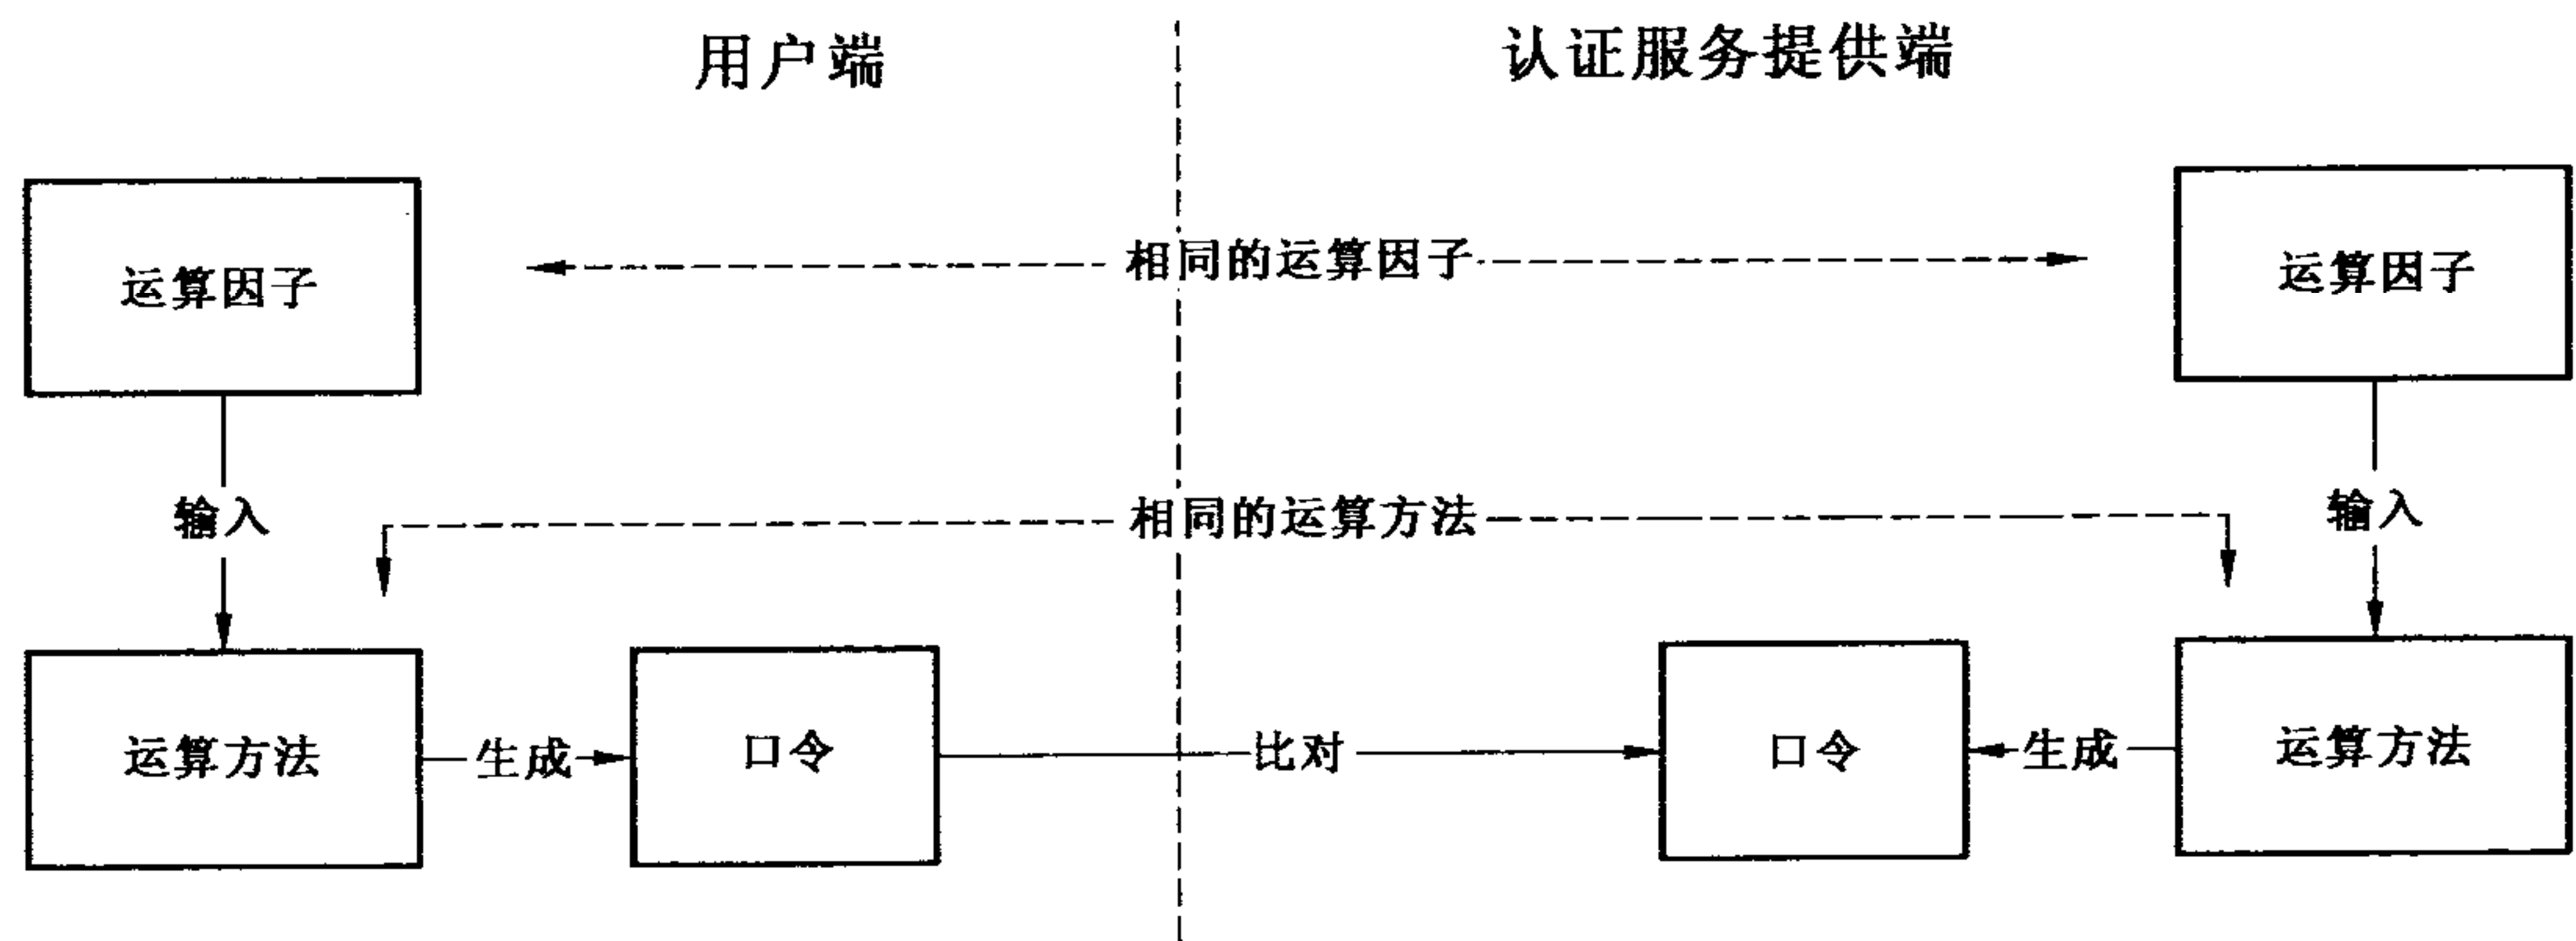 用户端
认证服务提供端
运算因子
相同的运算因子
运算因子
输入
相同的运算方法
输入
运算方法
生成
口令
比对
口令
生成
运算方法